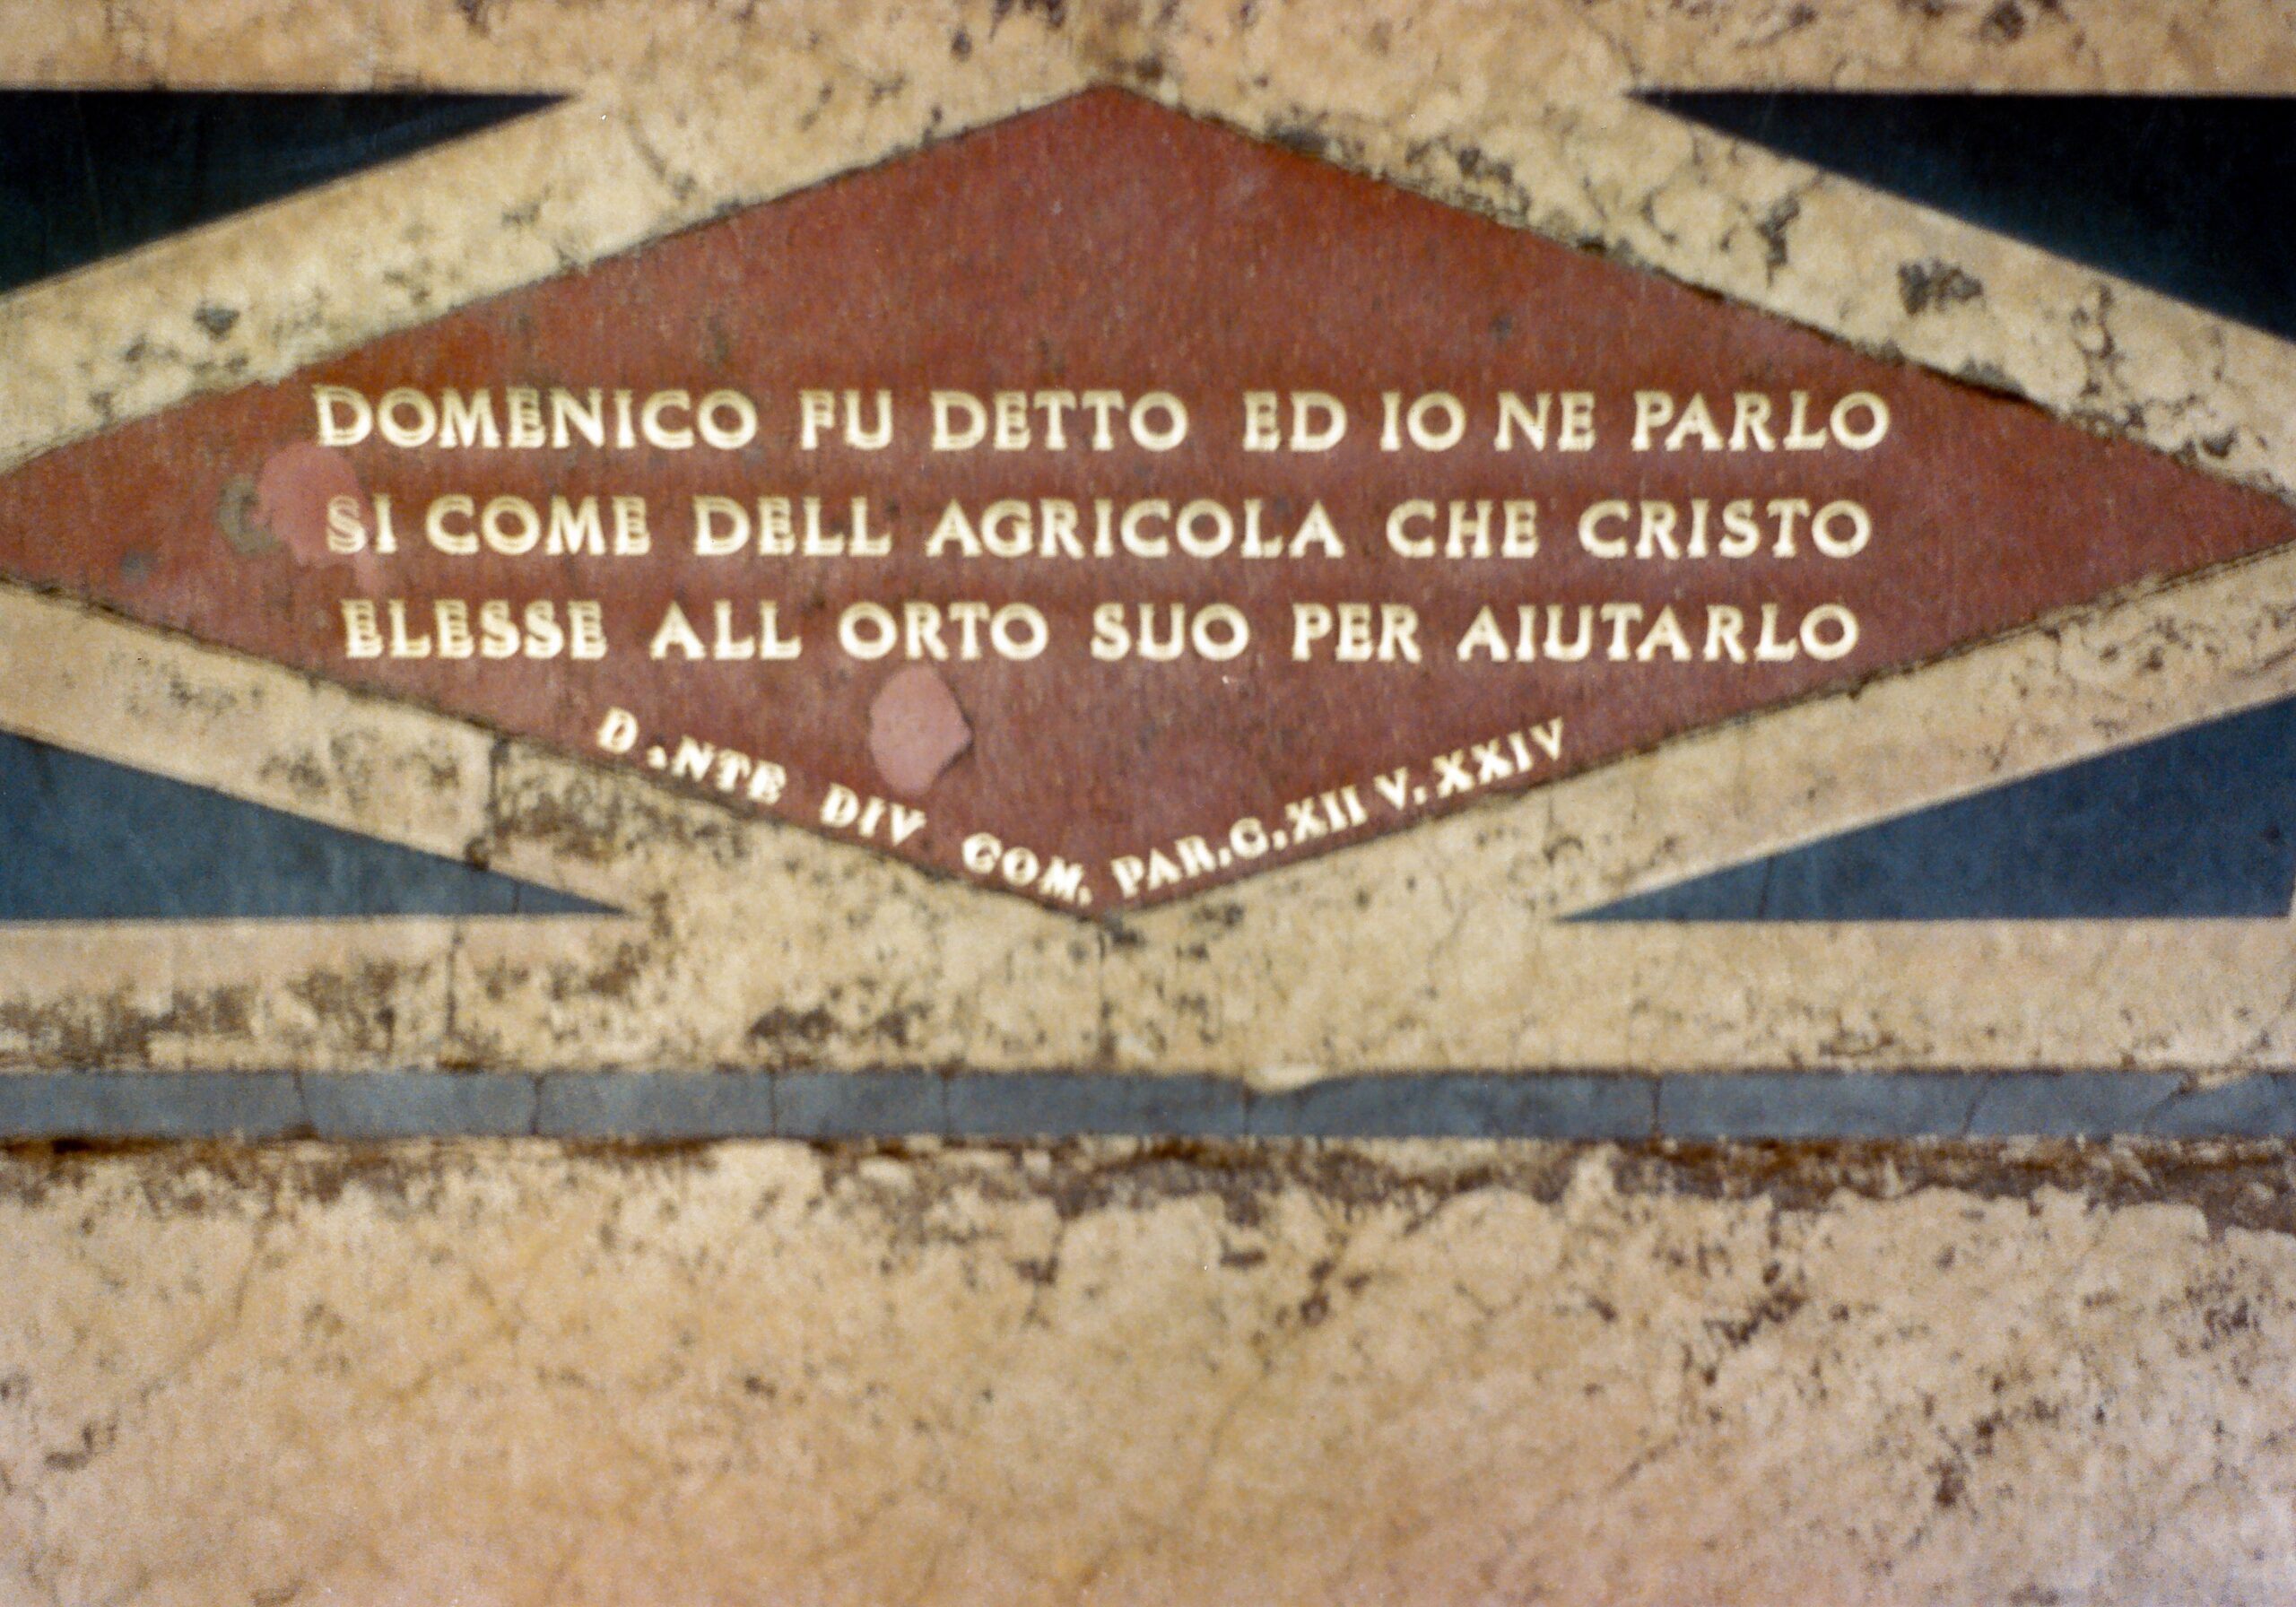 DOMENICO FU DETTO ED IO NE PARLO
SI COME DELL AGRICOLA CHE CRISTO
ELESSE ALL ORTO SUO PER AIUTARLO
DANTE DIV COM. PAR.C.XII V.XXIV